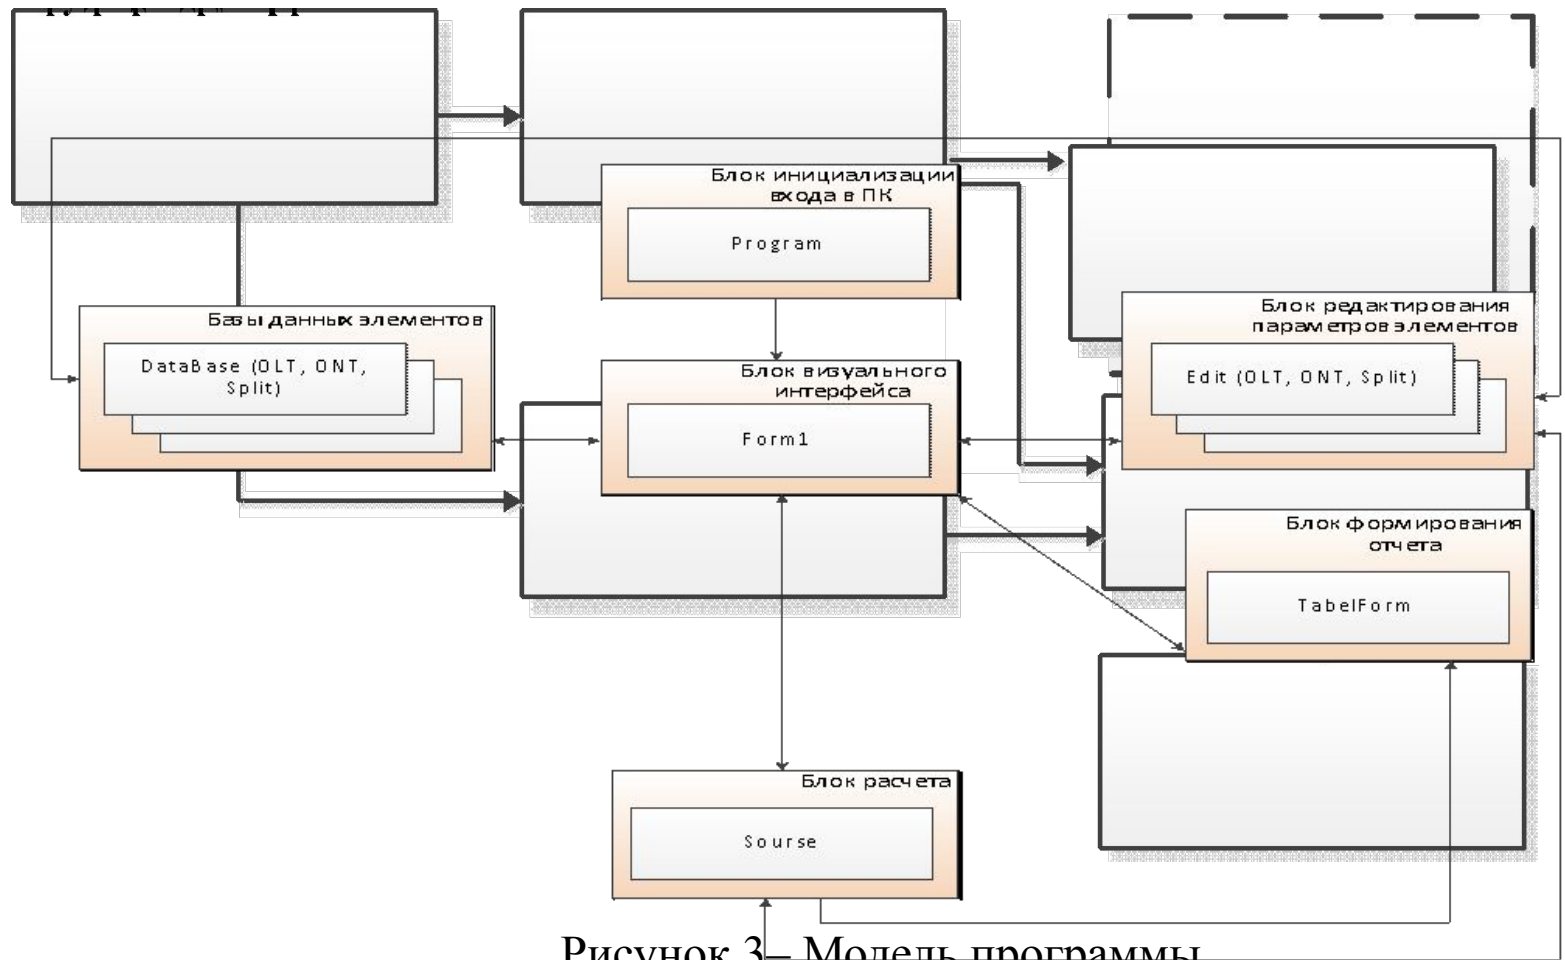 Блок инициализации
входа в ПК
Program
Базы данных элементов
DataBase (OLT, ONT,
Split)
Блок редактирования
параметров элементов
Edit (OLT, ONT, Split)
Блок визуального
интерфейса
Form1
Блок формирования
отчета
TabelForm
Блок расчета
Sourse
Рисунок 3– Модель программы